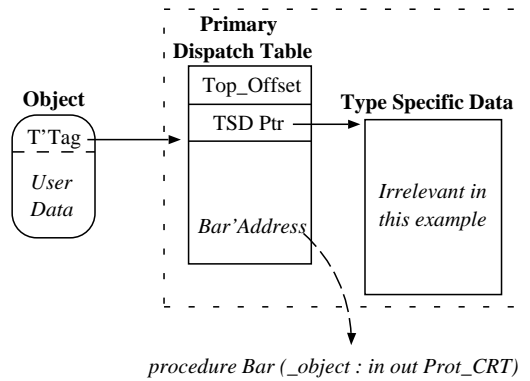 Primary
Dispatch Table
Top_Offset
Object
Type Specific Data
T'Tag
TSD Ptr
User
Data
Irrelevant in
this example
Bar'Address
procedure Bar (_object : in out Prot_CRT)